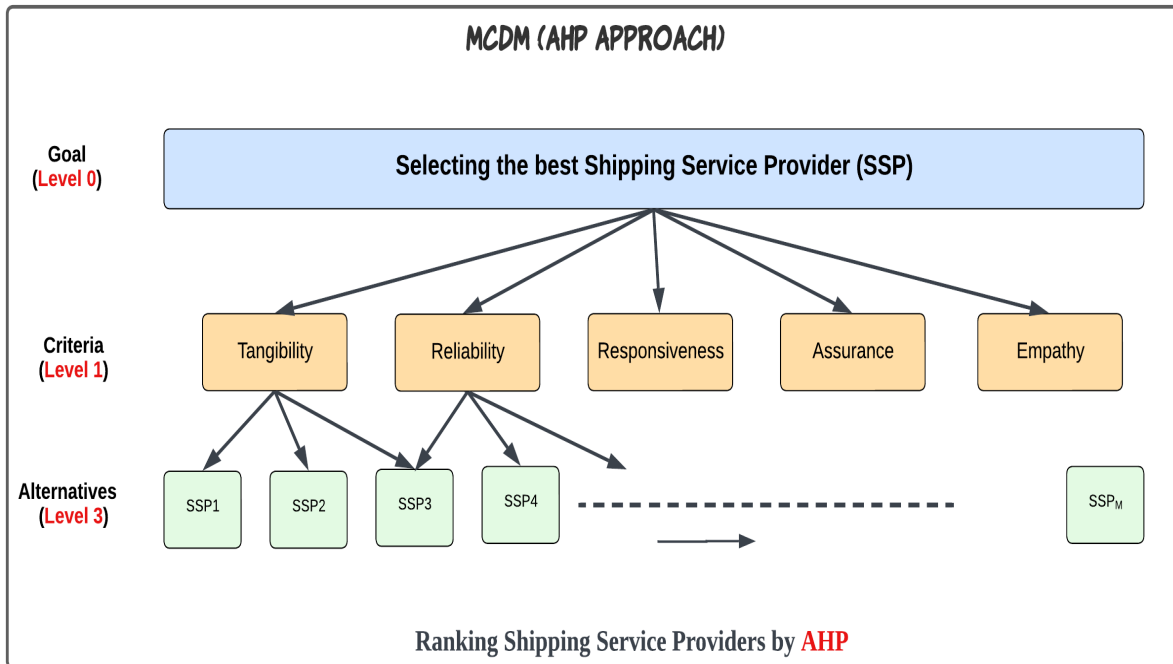 MCDM (AHP APPROACH)
Goal
(Level 0)
Selecting the best Shipping Service Provider (SSP)
Criteria
(Level 1)
Tangibility
Reliability
Responsiveness
Assurance
Empathy
Alternatives
(Level 3)
SSP1
SSP2
SSP3
SSP4
SSPM
Ranking Shipping Service Providers by AHP